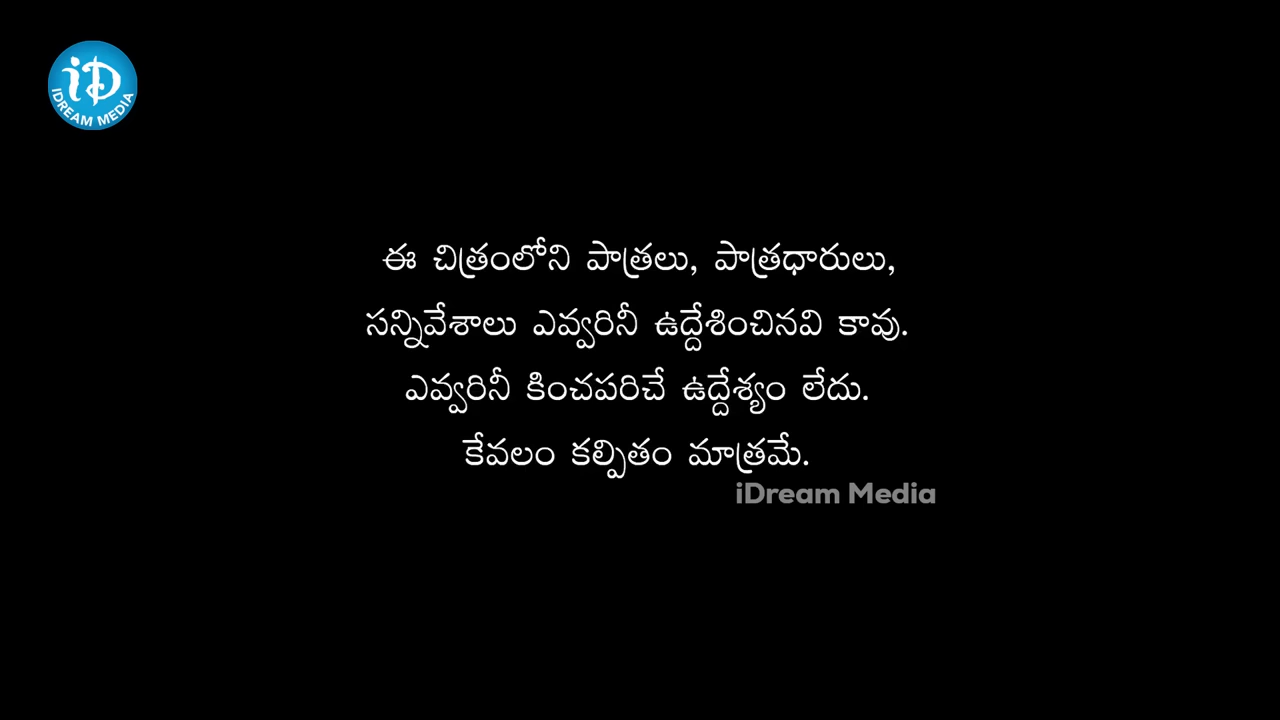 iD
IDREAM MEDIA
ఈ చిత్రంలోని పాత్రలు, పాత్రధారులు,
సన్నివేశాలు ఎవ్వరినీ ఉద్దేశించినవి కావు.
ఎవ్వరినీ కించపరిచే ఉద్దేశ్యం లేదు.
కేవలం కల్పితం మాత్రమే.
iDream Media